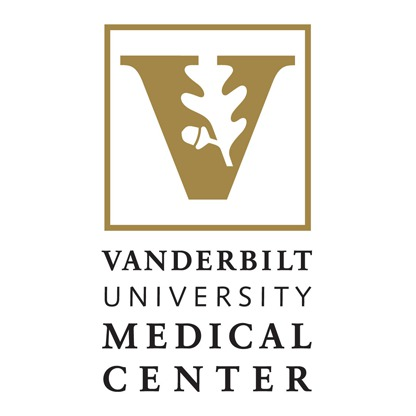 V
VANDERBILT
UNIVERSITY
MEDICAL
CENTER